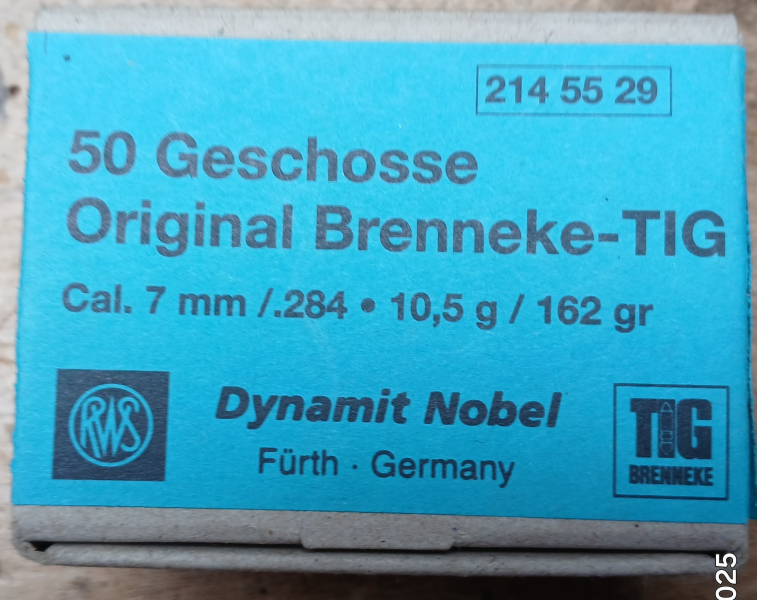 214 55 29
50 Geschosse
Original Brenneke-TIG
Cal. 7 mm /.284 • 10,5 g / 162 gr
RWS
Dynamit Nobel
Fürth · Germany
TIG
BRENNEKE
025